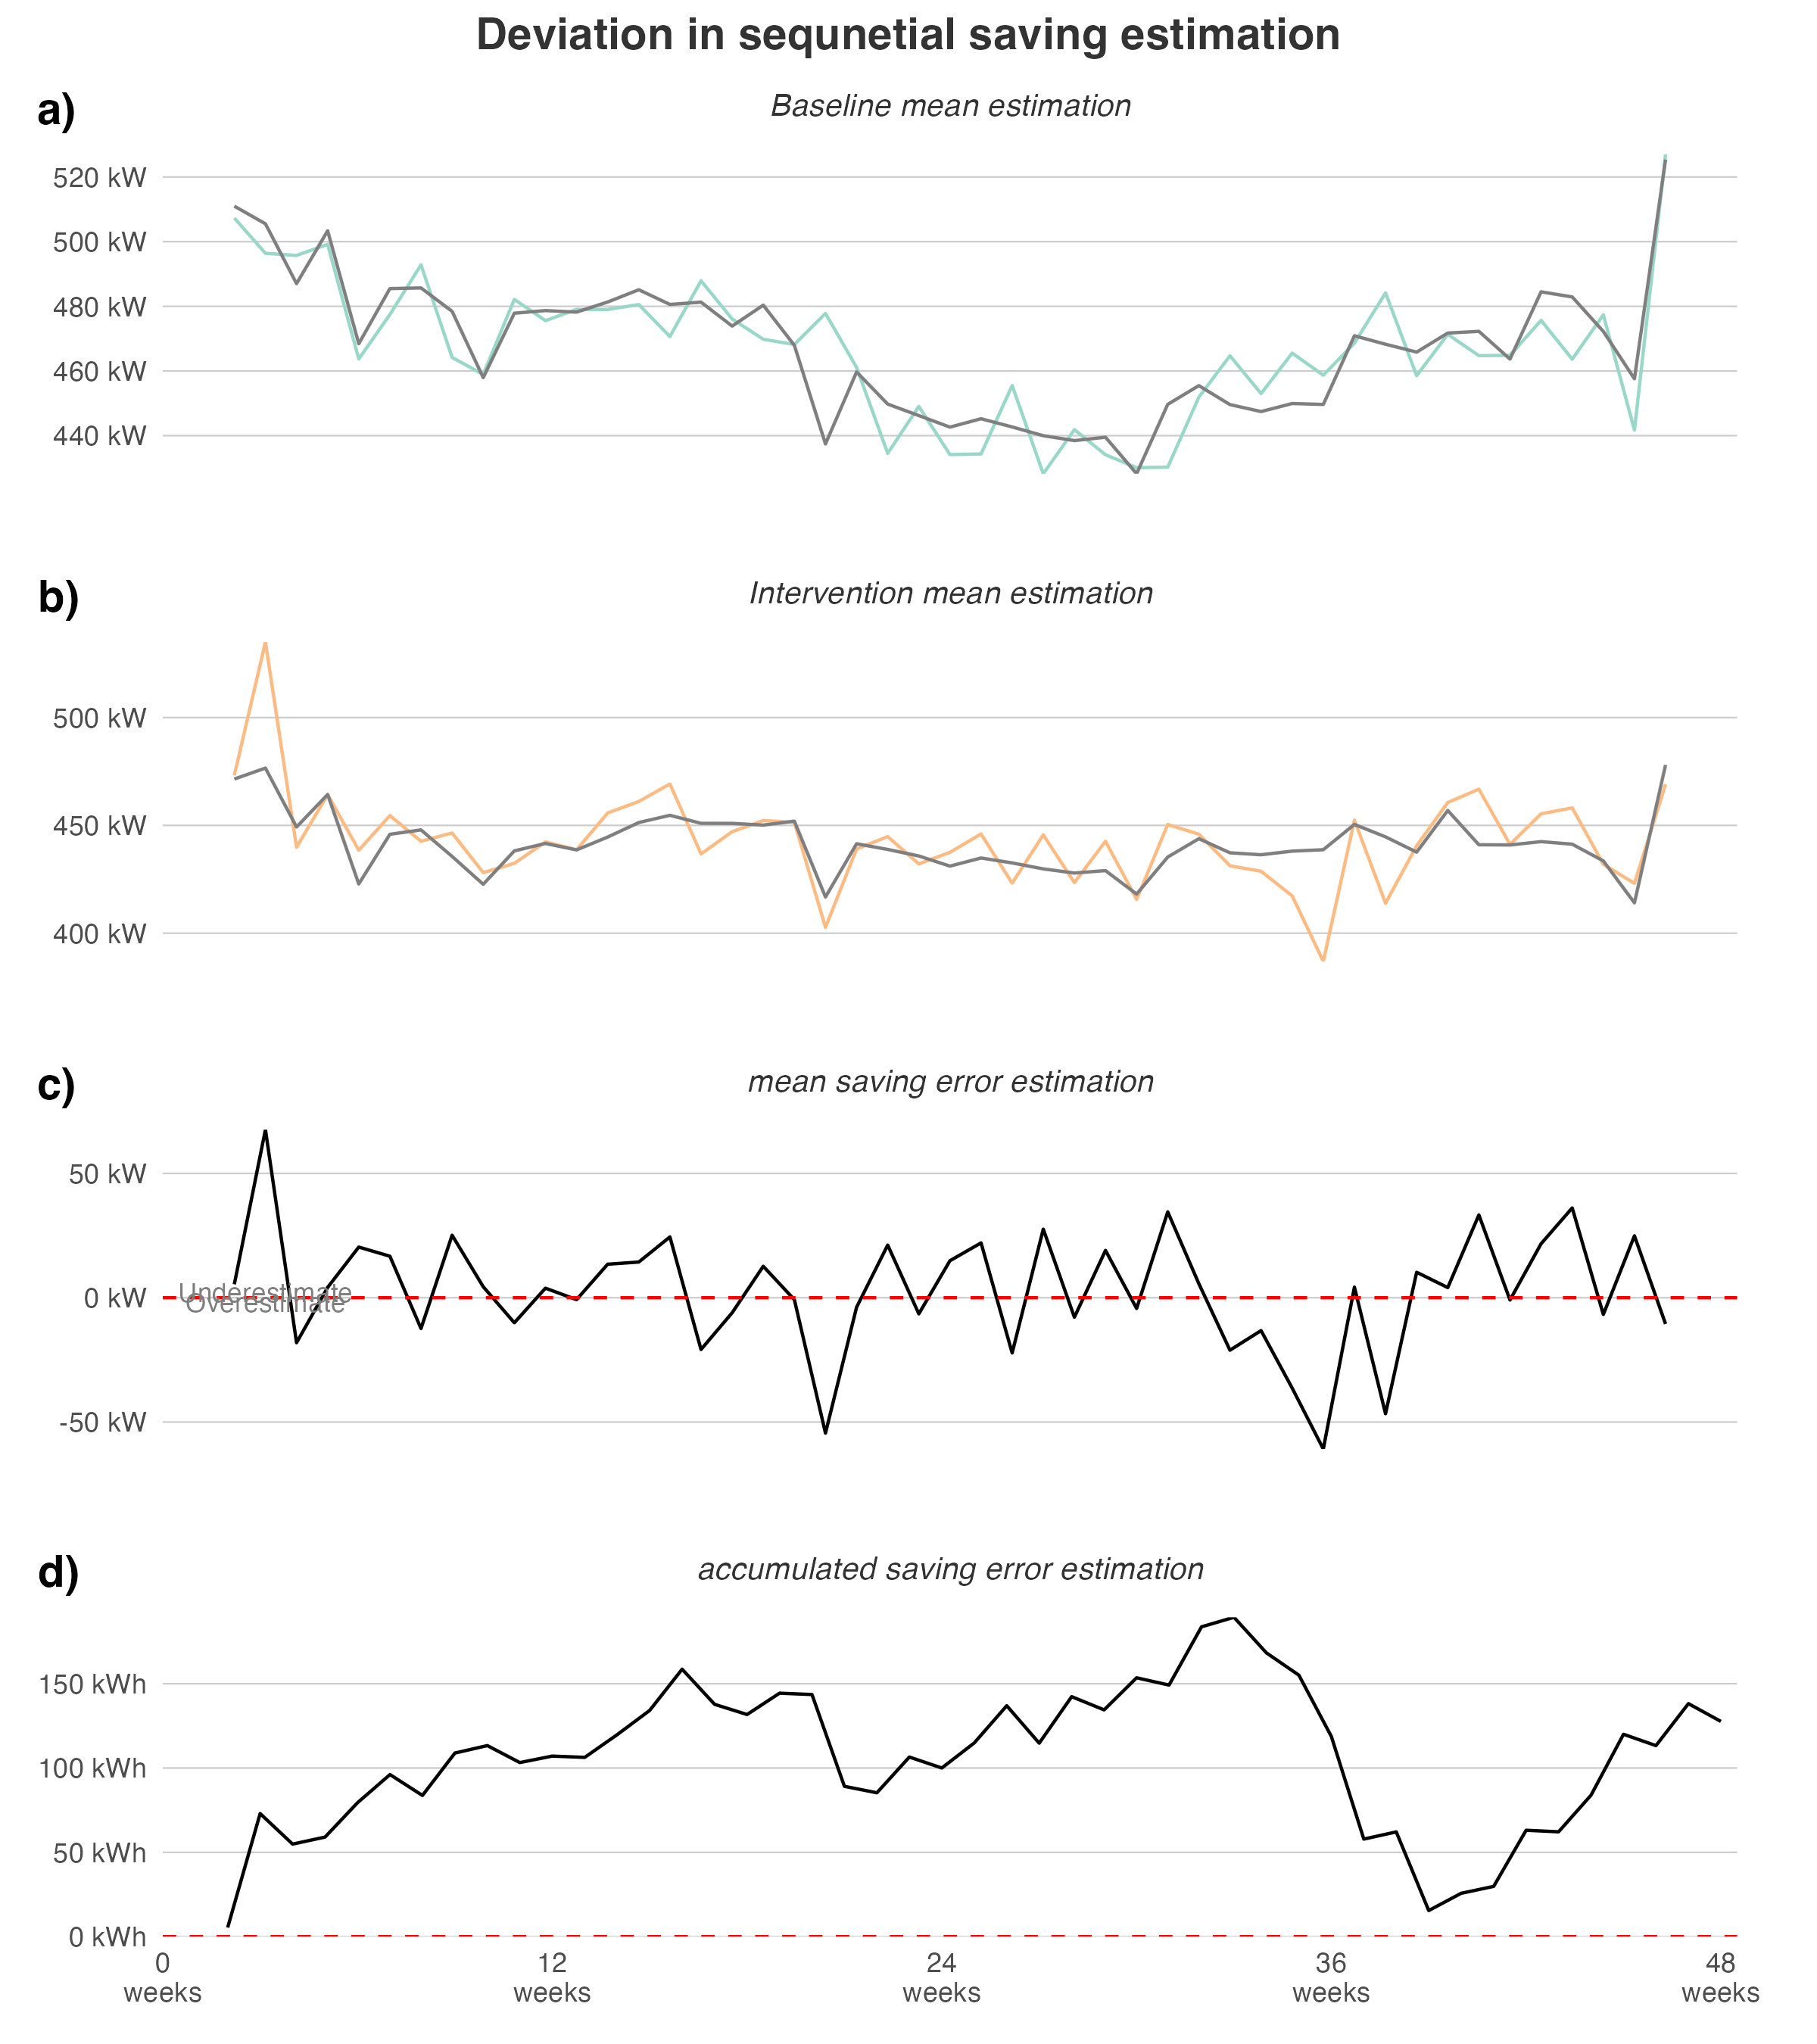 Deviation in sequnetial saving estimation
a)
Baseline mean estimation
520 kW
500 kW
480 kW
460 kW
440 kW
b)
Intervention mean estimation
500 kW
450 kW
400 kW
c)
mean saving error estimation
50 kW
Underestimate
0 kW
Overestimate
-50 kW
d)
accumulated saving error estimation
150 kWh
100 kWh
50 kWh
0 kWh
0 12 24 36 48
weeks weeks weeks weeks weeks